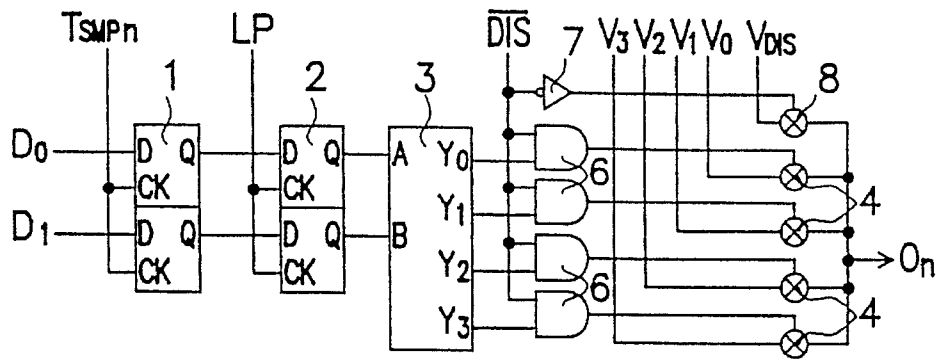 TSMPn LP D̅I̅S̅ 7 V3 V2 V1 V0 VDIS
1 2 3 8
D0 D Q D Q A Y0 6
CK CK Y1 4
D1 D Q D Q B Y2
CK CK 6 4
Y3
On